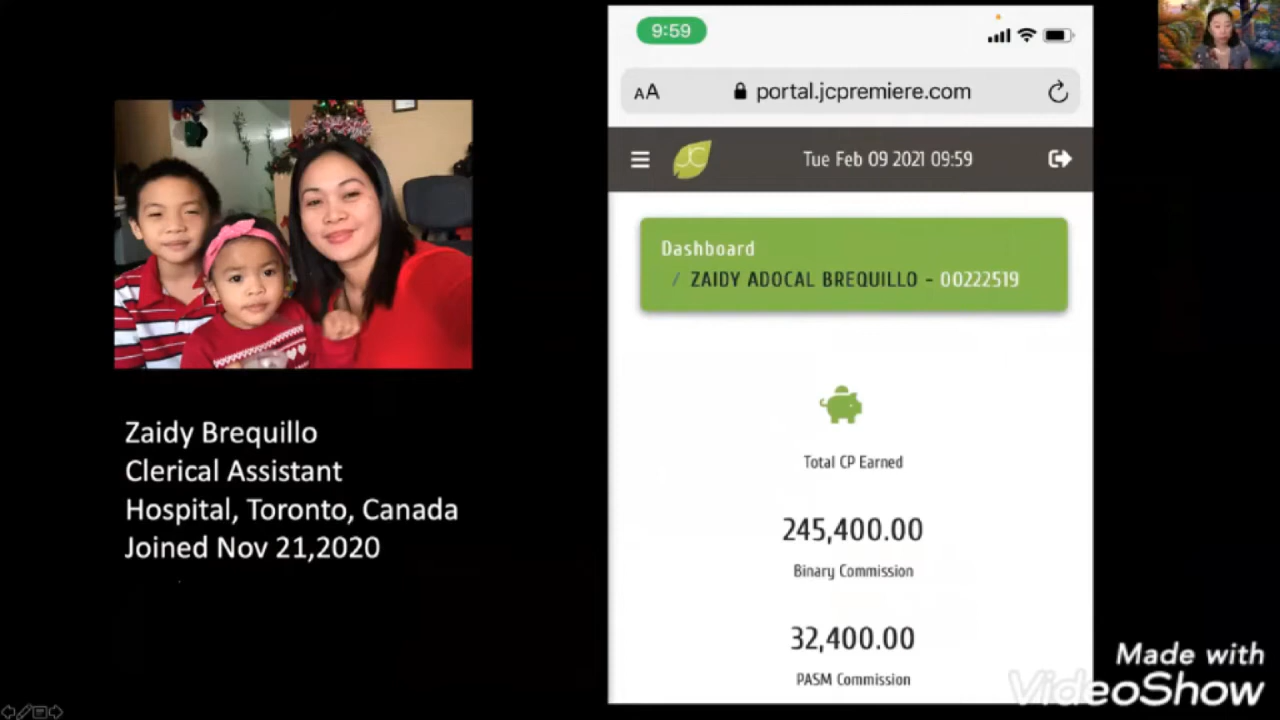 Zaidy Brequillo
Clerical Assistant
Hospital, Toronto, Canada
Joined Nov 21,2020
9:59
AA portal.jcpremiere.com
JC
Tue Feb 09 2021 09:59
Dashboard
/ ZAIDY ADOCAL BREQUILLO - 00222519
Total CP Earned
245,400.00
Binary Commission
32,400.00
PASM Commission
Made with
VideoShow